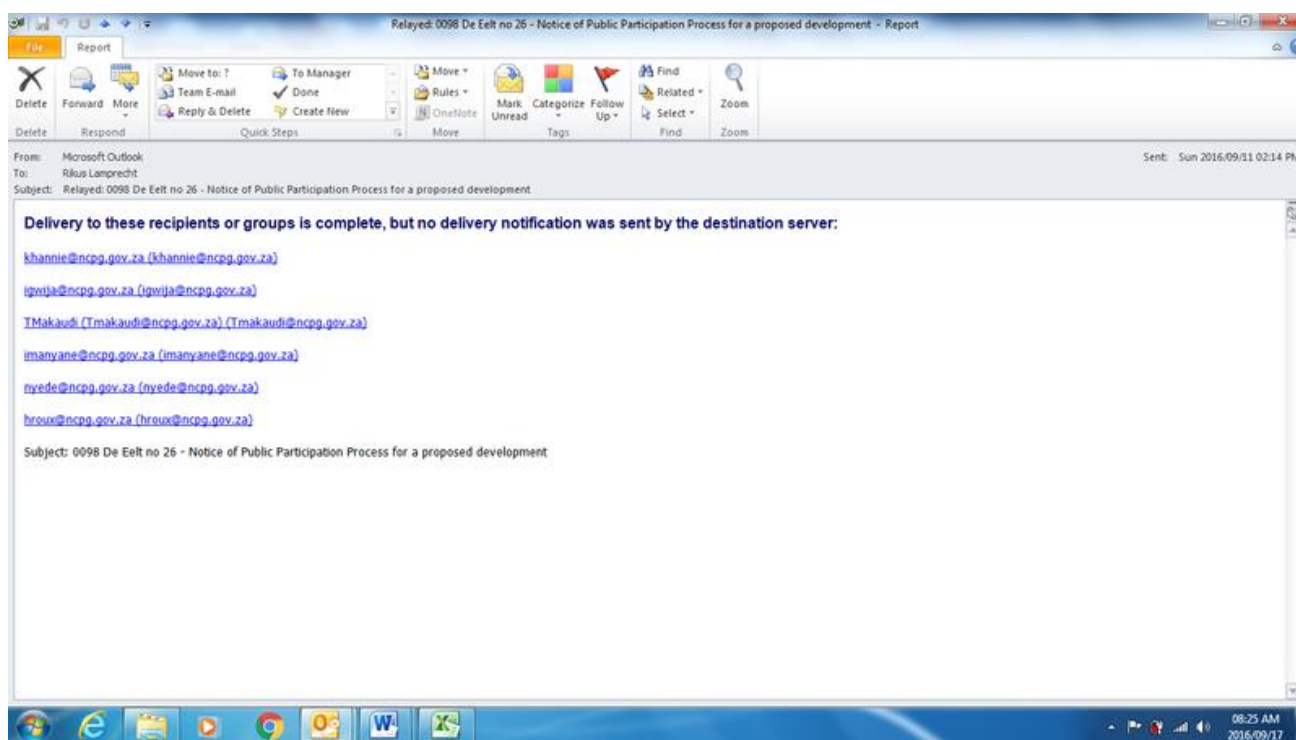 Relayed: 0098 De Eelt no 26 - Notice of Public Participation Process for a proposed development - Report
File Report
Delete
Forward
More
Move to: ?
To Manager
Team E-mail
Done
Reply & Delete
Create New
Move
Rules
OneNote
Mark Unread
Categorize
Follow Up
Find
Related
Select
Zoom
Delete Respond Quick Steps Move Tags Find Zoom
From: Microsoft Outlook Sent: Sun 2016/09/11 02:14 PM
To: Rikus Lamprecht
Subject: Relayed: 0098 De Eelt no 26 - Notice of Public Participation Process for a proposed development
Delivery to these recipients or groups is complete, but no delivery notification was sent by the destination server:
khannie@ncpg.gov.za (khannie@ncpg.gov.za)
igwija@ncpg.gov.za (igwija@ncpg.gov.za)
TMakaudi (Tmakaudi@ncpg.gov.za) (Tmakaudi@ncpg.gov.za)
imanyane@ncpg.gov.za (imanyane@ncpg.gov.za)
nyede@ncpg.gov.za (nyede@ncpg.gov.za)
hroux@ncpg.gov.za (hroux@ncpg.gov.za)
Subject: 0098 De Eelt no 26 - Notice of Public Participation Process for a proposed development
08:25 AM
2016/09/17